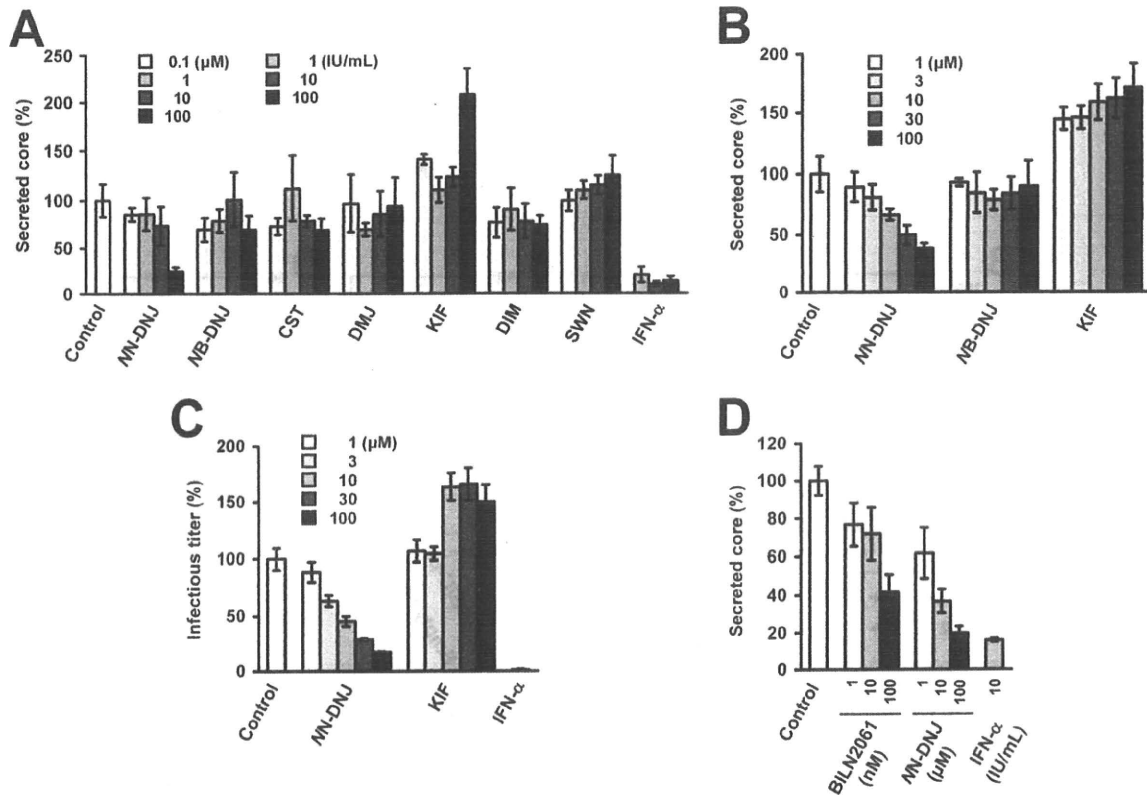 A
Secreted core (%)
250
200
150
100
50
0
0.1 (µM)
1
10
100
1 (IU/mL)
10
100
Control
NN-DNJ
NB-DNJ
CST
DMJ
KIF
DIM
SWN
IFN-α
B
Secreted core (%)
200
150
100
50
0
1 (µM)
3
10
30
100
Control
NN-DNJ
NB-DNJ
KIF
C
Infectious titer (%)
200
150
100
50
0
1 (µM)
3
10
30
100
Control
NN-DNJ
KIF
IFN-α
D
Secreted core (%)
120
100
80
60
40
20
0
Control
1
10
100
BILN2061
(nM)
1
10
100
NN-DNJ
(µM)
10
IFN-α
(IU/mL)